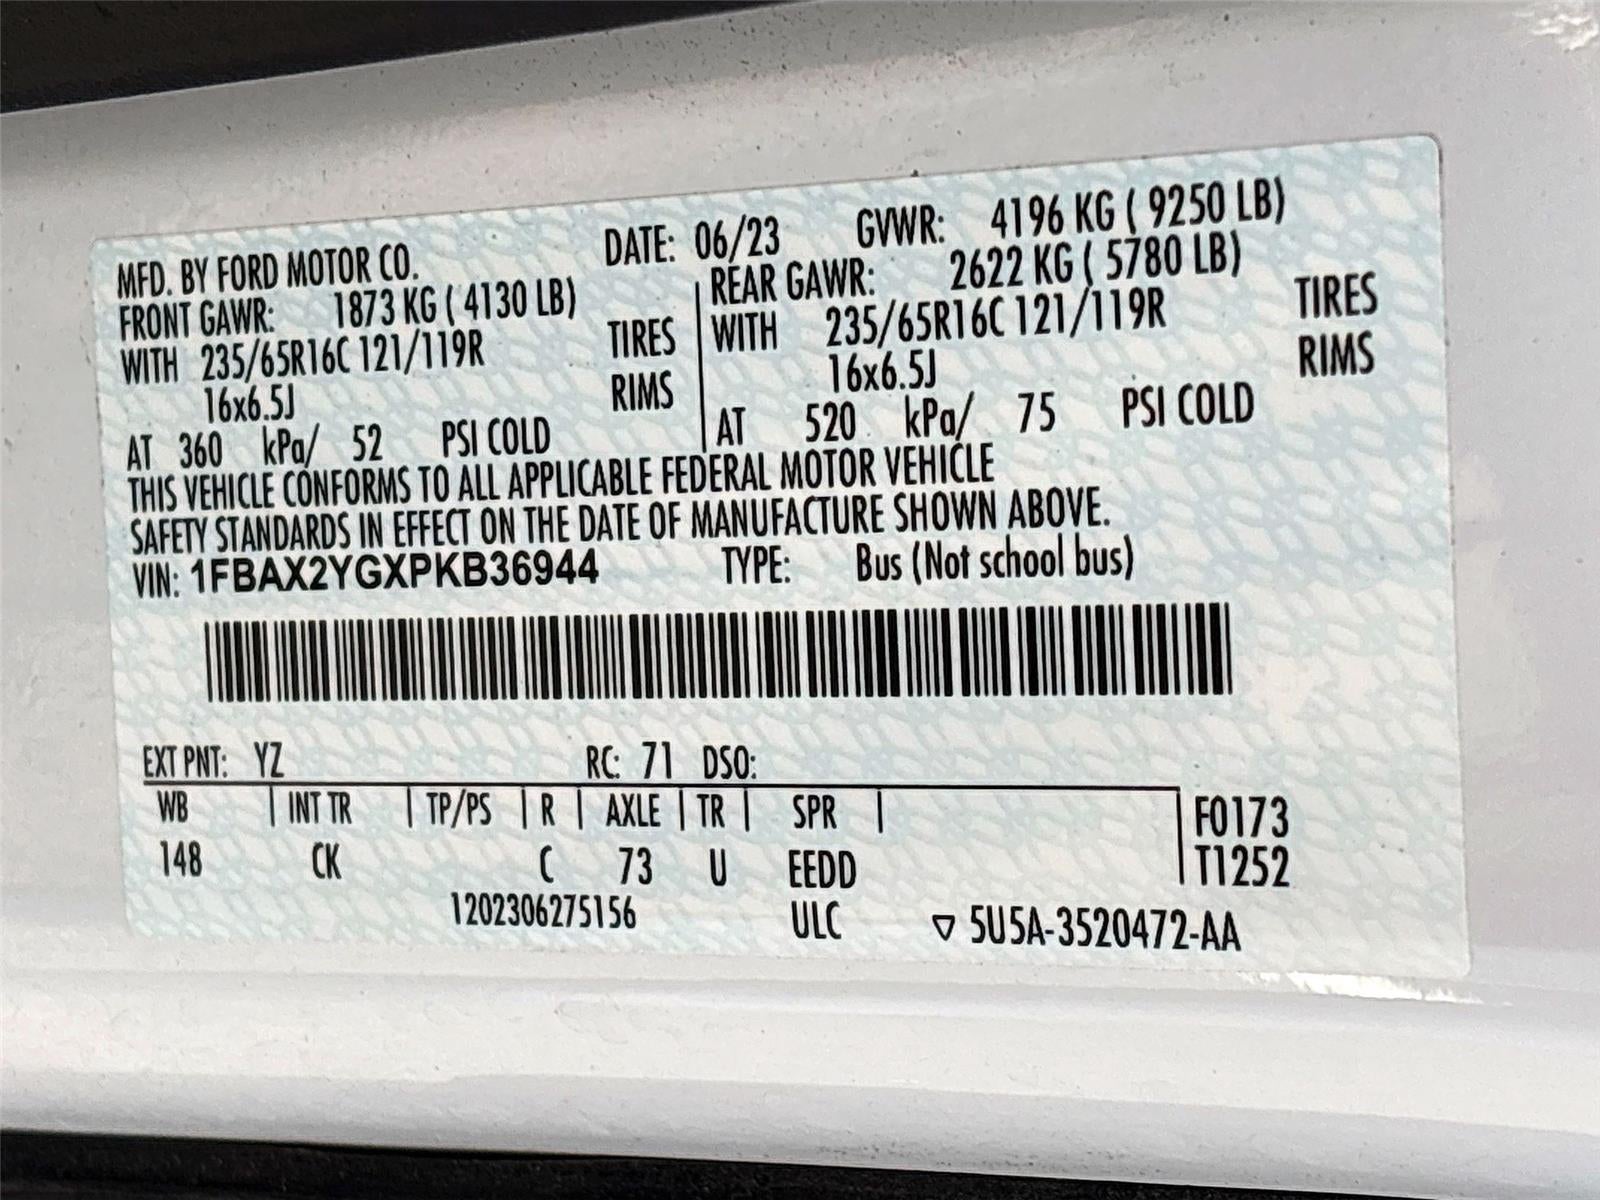 MFD. BY FORD MOTOR CO. DATE: 06/23 GVWR: 4196 KG ( 9250 LB)
FRONT GAWR: 1873 KG ( 4130 LB) REAR GAWR: 2622 KG ( 5780 LB)
WITH 235/65R16C 121/119R TIRES WITH 235/65R16C 121/119R TIRES
16x6.5J RIMS 16x6.5J RIMS
AT 360 kPa/ 52 PSI COLD AT 520 kPa/ 75 PSI COLD
THIS VEHICLE CONFORMS TO ALL APPLICABLE FEDERAL MOTOR VEHICLE
SAFETY STANDARDS IN EFFECT ON THE DATE OF MANUFACTURE SHOWN ABOVE.
VIN: 1FBAX2YGXPKB36944 TYPE: Bus (Not school bus)
EXT PNT: YZ RC: 71 DSO:
WB | INT TR | TP/PS | R | AXLE | TR | SPR | F0173
148 CK C 73 U EEDD T1252
1202306275156 ULC ▽ 5U5A-3520472-AA